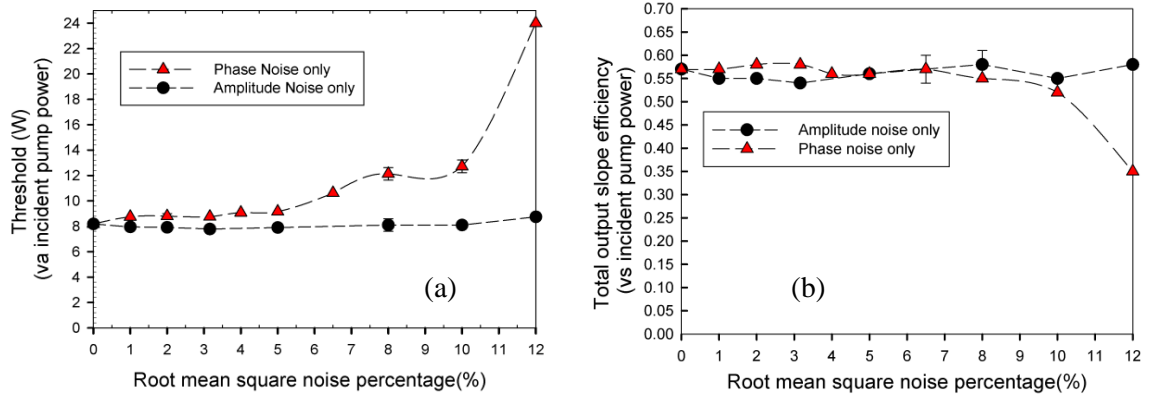 Threshold (W)
(va incident pump power)
24
22
20
18
16
14
12
10
8
6
4
2
0
Phase Noise only
Amplitude Noise only
(a)
0 1 2 3 4 5 6 7 8 9 10 11 12
Root mean square noise percentage(%)
Total output slope efficiency
(vs incident pump power)
0.70
0.65
0.60
0.55
0.50
0.45
0.40
0.35
0.30
0.25
0.20
0.15
0.10
0.05
0.00
Amplitude noise only
Phase noise only
(b)
0 1 2 3 4 5 6 7 8 9 10 11 12
Root mean square noise percentage(%)